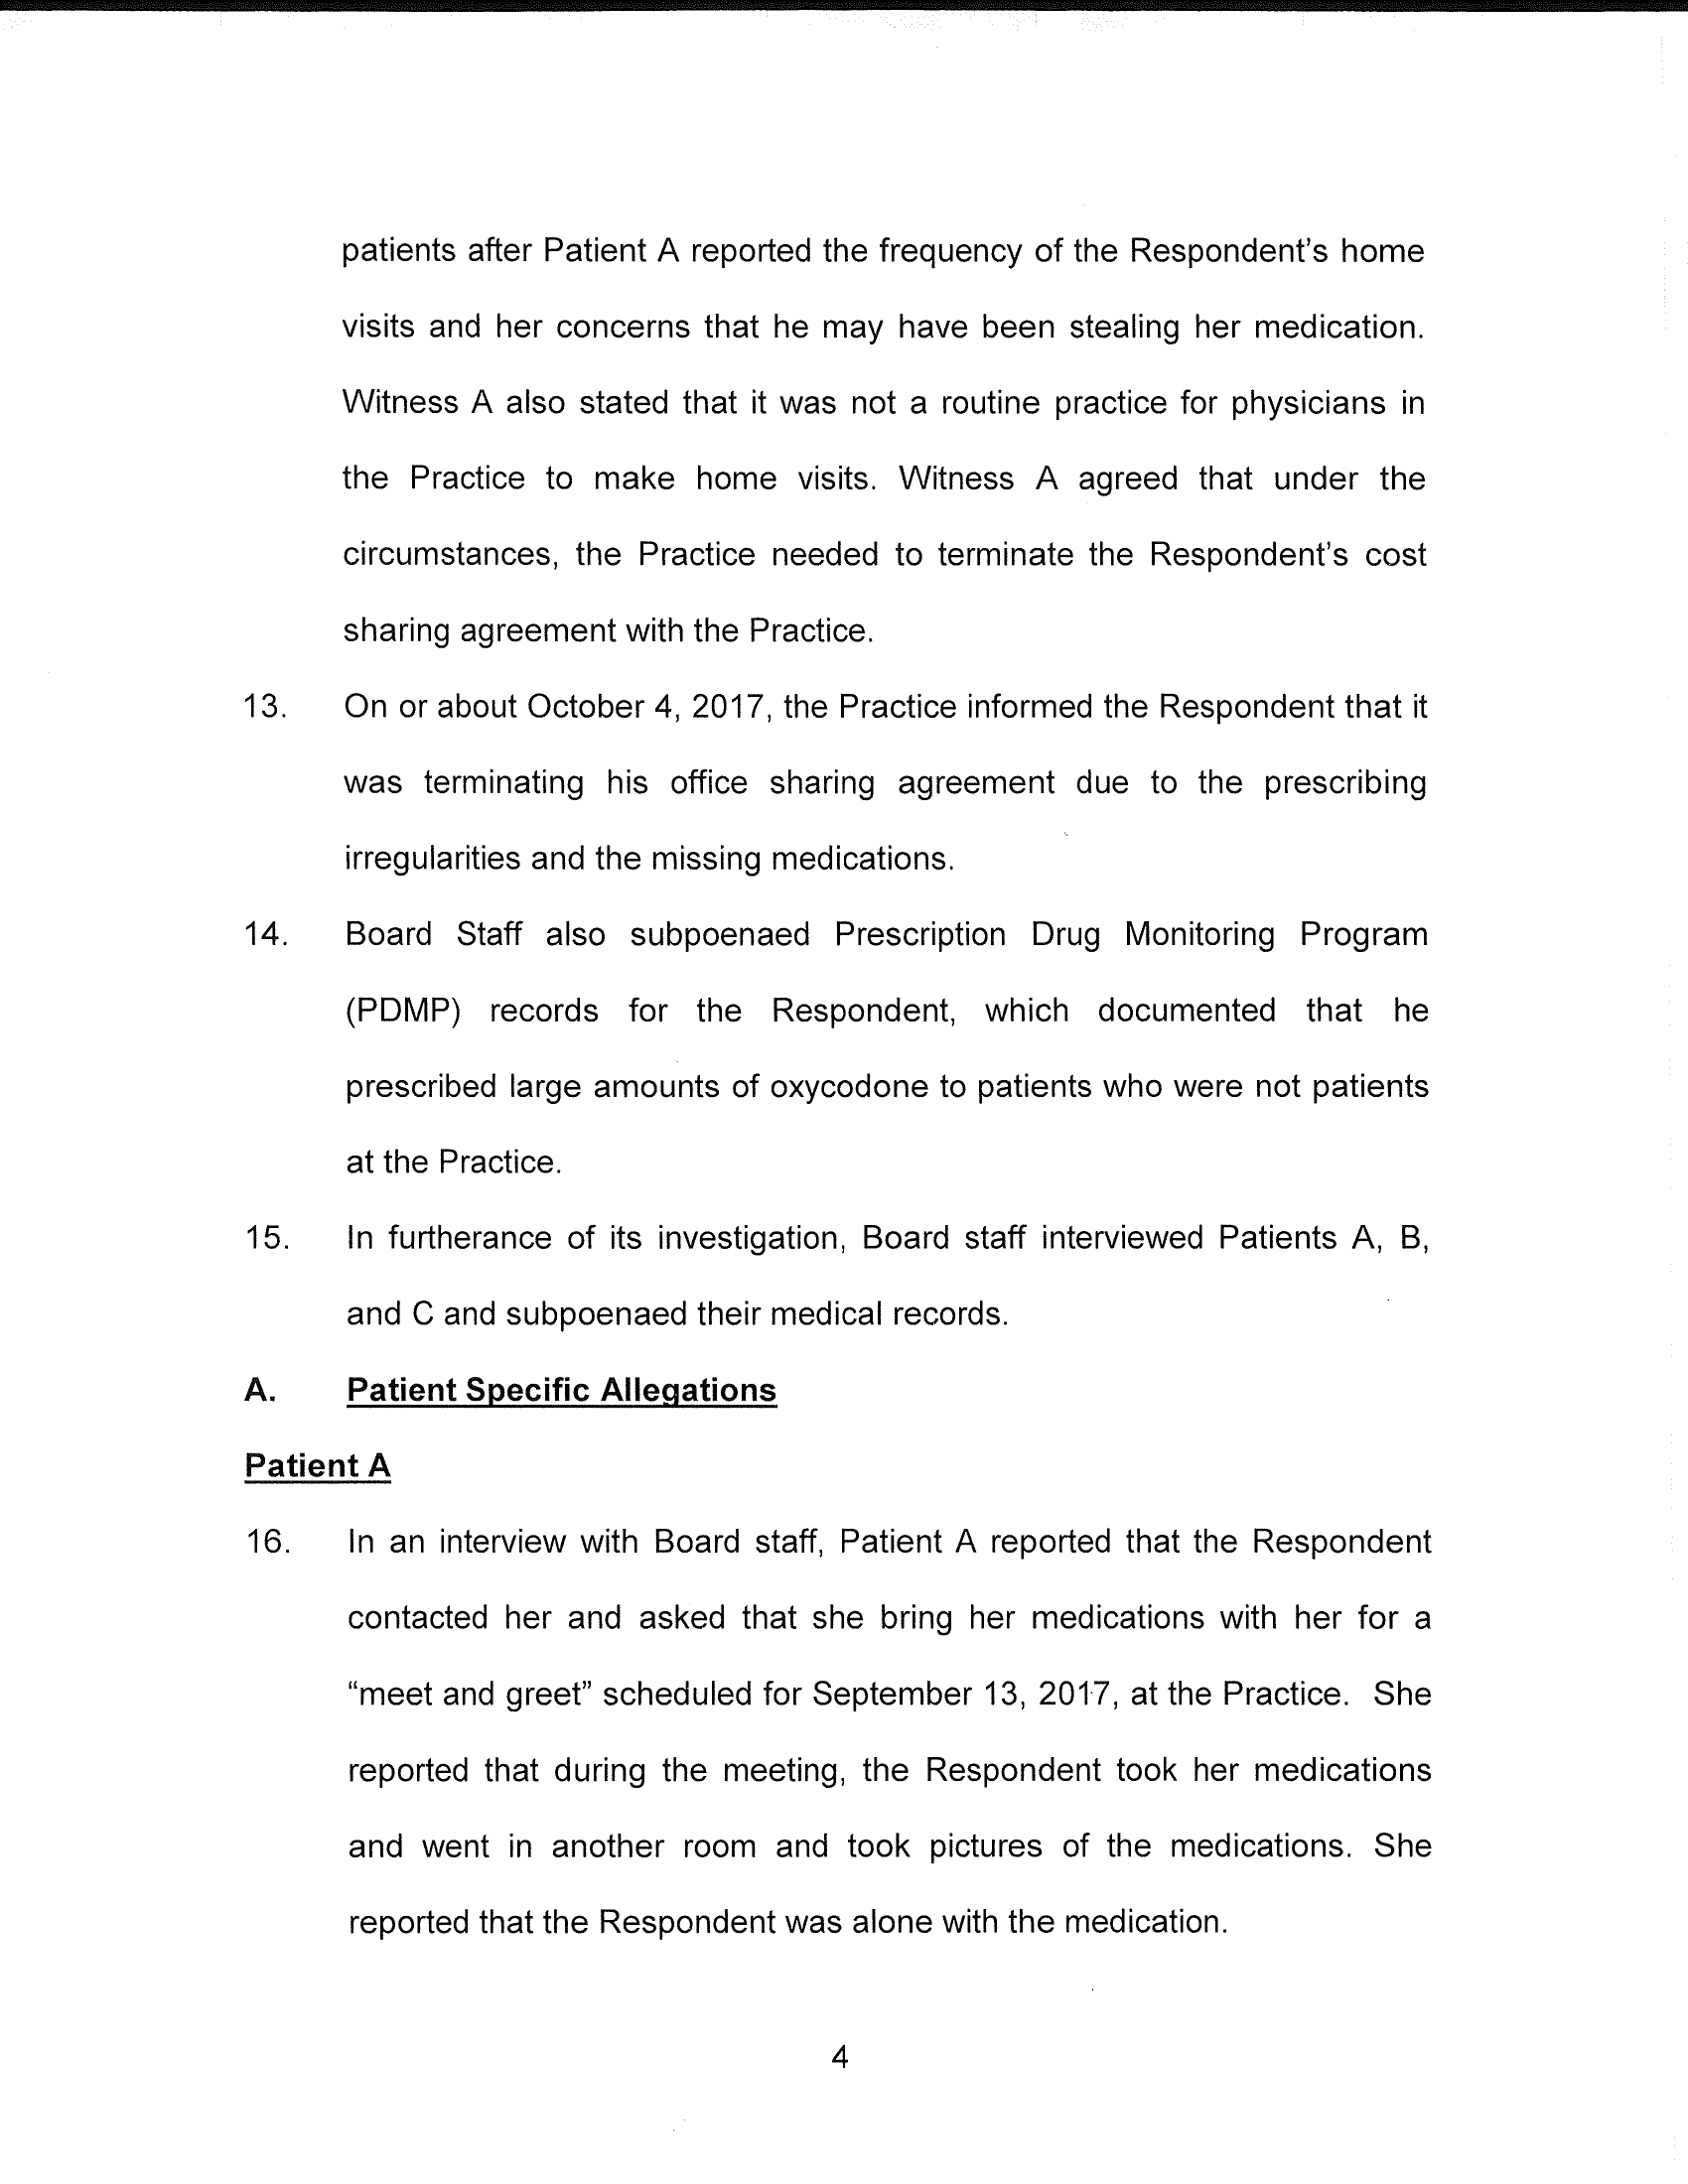 patients after Patient A reported the frequency of the Respondent's home
visits and her concerns that he may have been stealing her medication.
Witness A also stated that it was not a routine practice for physicians in
the Practice to make home visits. Witness A agreed that under the
circumstances, the Practice needed to terminate the Respondent's cost
sharing agreement with the Practice.
13. On or about October 4, 2017, the Practice informed the Respondent that it
was terminating his office sharing agreement due to the prescribing
irregularities and the missing medications.
14. Board Staff also subpoenaed Prescription Drug Monitoring Program
(PDMP) records for the Respondent, which documented that he
prescribed large amounts of oxycodone to patients who were not patients
at the Practice.
15. In furtherance of its investigation, Board staff interviewed Patients A, B,
and C and subpoenaed their medical records.
A. Patient Specific Allegations
Patient A
16. In an interview with Board staff, Patient A reported that the Respondent
contacted her and asked that she bring her medications with her for a
“meet and greet” scheduled for September 13, 2017, at the Practice. She
reported that during the meeting, the Respondent took her medications
and went in another room and took pictures of the medications. She
reported that the Respondent was alone with the medication.
4